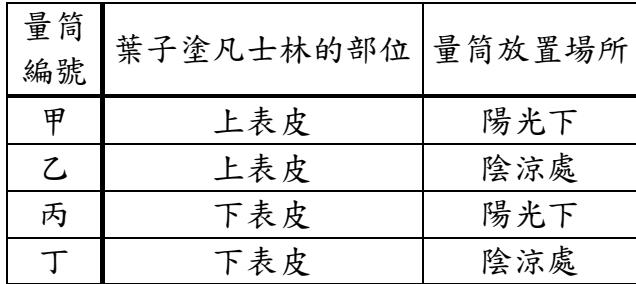 量筒編號 葉子塗凡士林的部位 量筒放置場所
甲 上表皮 陽光下
乙 上表皮 陰涼處
丙 下表皮 陽光下
丁 下表皮 陰涼處